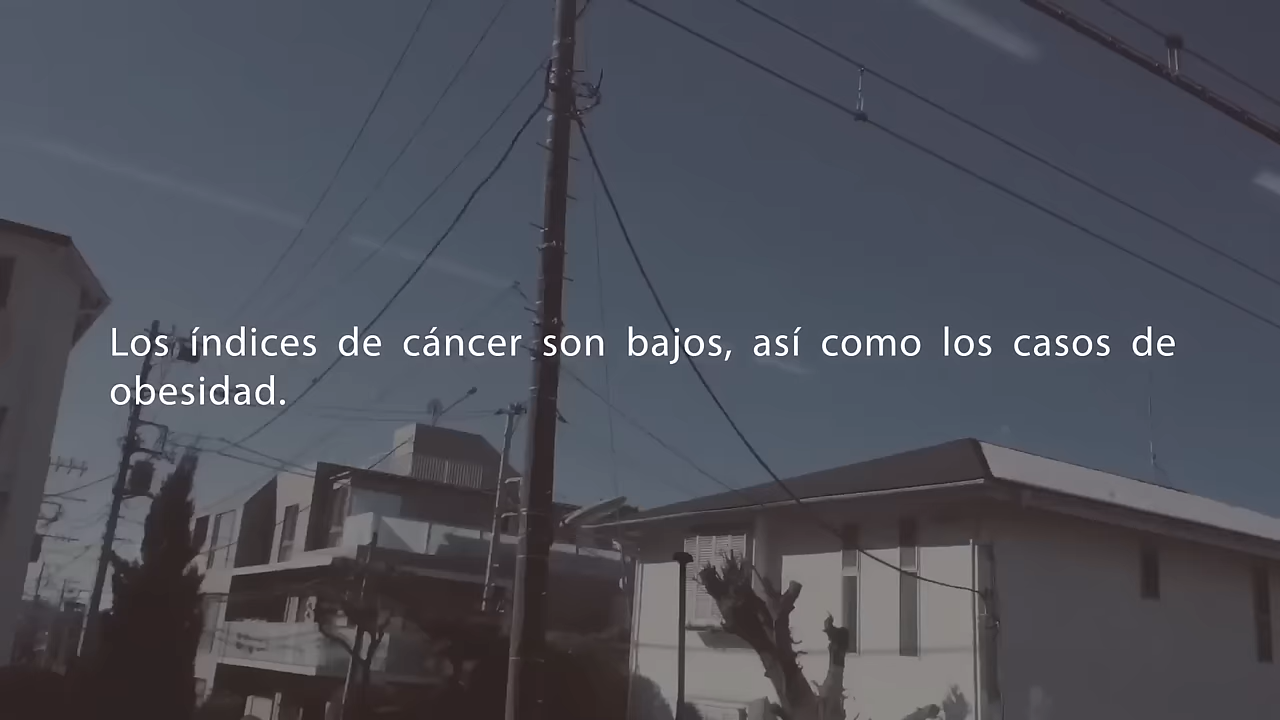 Los índices de cáncer son bajos, así como los casos de
obesidad.